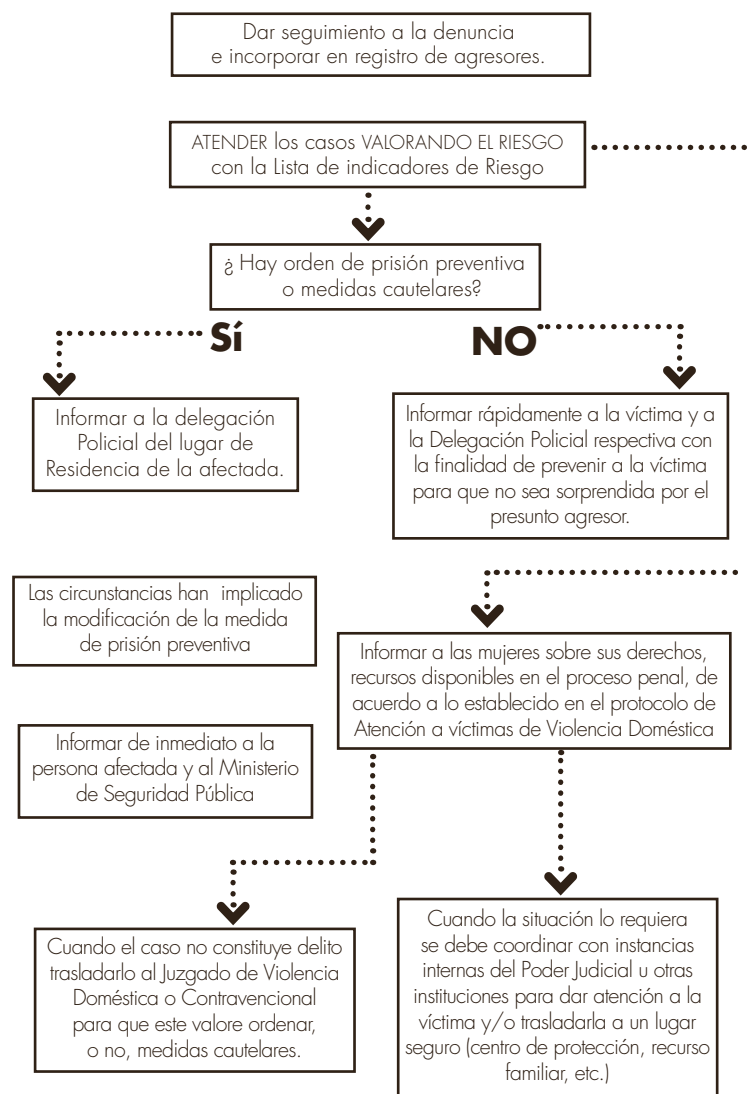 Dar seguimiento a la denuncia
e incorporar en registro de agresores.
ATENDER los casos VALORANDO EL RIESGO
con la Lista de indicadores de Riesgo
¿ Hay orden de prisión preventiva
o medidas cautelares?
Sí
NO
Informar a la delegación
Policial del lugar de
Residencia de la afectada.
Informar rápidamente a la víctima y a
la Delegación Policial respectiva con
la finalidad de prevenir a la víctima
para que no sea sorprendida por el
presunto agresor.
Las circunstancias han implicado
la modificación de la medida
de prisión preventiva
Informar a las mujeres sobre sus derechos,
recursos disponibles en el proceso penal, de
acuerdo a lo establecido en el protocolo de
Atención a víctimas de Violencia Doméstica
Informar de inmediato a la
persona afectada y al Ministerio
de Seguridad Pública
Cuando el caso no constituye delito
trasladarlo al Juzgado de Violencia
Doméstica o Contravencional
para que este valore ordenar,
o no, medidas cautelares.
Cuando la situación lo requiera
se debe coordinar con instancias
internas del Poder Judicial u otras
instituciones para dar atención a la
víctima y/o trasladarla a un lugar
seguro (centro de protección, recurso
familiar, etc.)